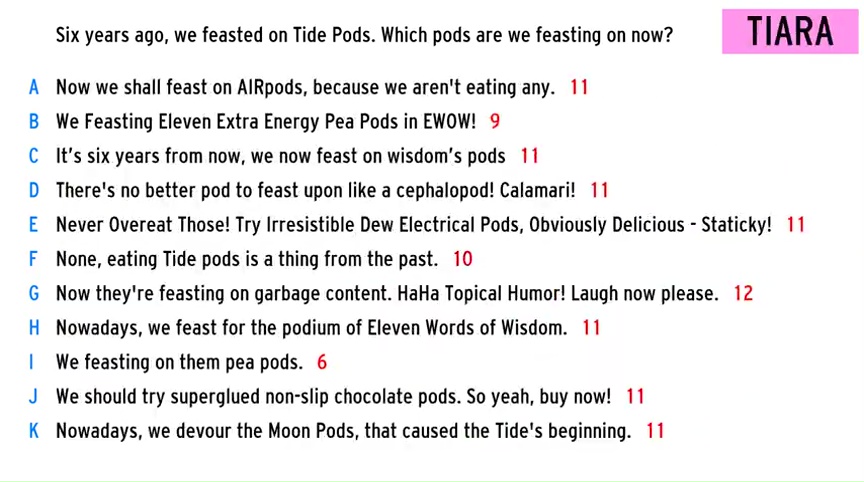 Six years ago, we feasted on Tide Pods. Which pods are we feasting on now?
TIARA
A Now we shall feast on AIRpods, because we aren't eating any. 11
B We Feasting Eleven Extra Energy Pea Pods in EWOW! 9
C It's six years from now, we now feast on wisdom's pods 11
D There's no better pod to feast upon like a cephalopod! Calamari! 11
E Never Overeat Those! Try Irresistible Dew Electrical Pods, Obviously Delicious - Staticky! 11
F None, eating Tide pods is a thing from the past. 10
G Now they're feasting on garbage content. HaHa Topical Humor! Laugh now please. 12
H Nowadays, we feast for the podium of Eleven Words of Wisdom. 11
I We feasting on them pea pods. 6
J We should try superglued non-slip chocolate pods. So yeah, buy now! 11
K Nowadays, we devour the Moon Pods, that caused the Tide's beginning. 11